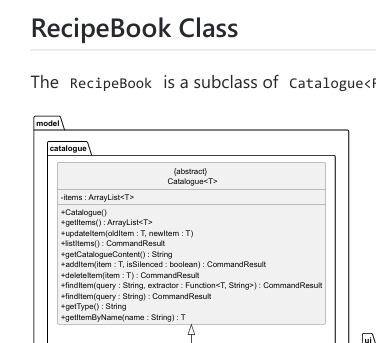 RecipeBook Class
The RecipeBook is a subclass of Catalogue<R
model
catalogue
{abstract}
Catalogue<T>
-items : ArrayList<T>
+Catalogue()
+getItems() : ArrayList<T>
+updateItem(oldItem : T, newItem : T)
+listItems() : CommandResult
+getCatalogueContent() : String
+addItem(item : T, isSilenced : boolean) : CommandResult
+deleteItem(item : T) : CommandResult
+findItem(query : String, extractor : Function<T, String>) : CommandResult
+findItem(query : String) : CommandResult
+getType() : String
+getItemByName(name : String) : T
ui